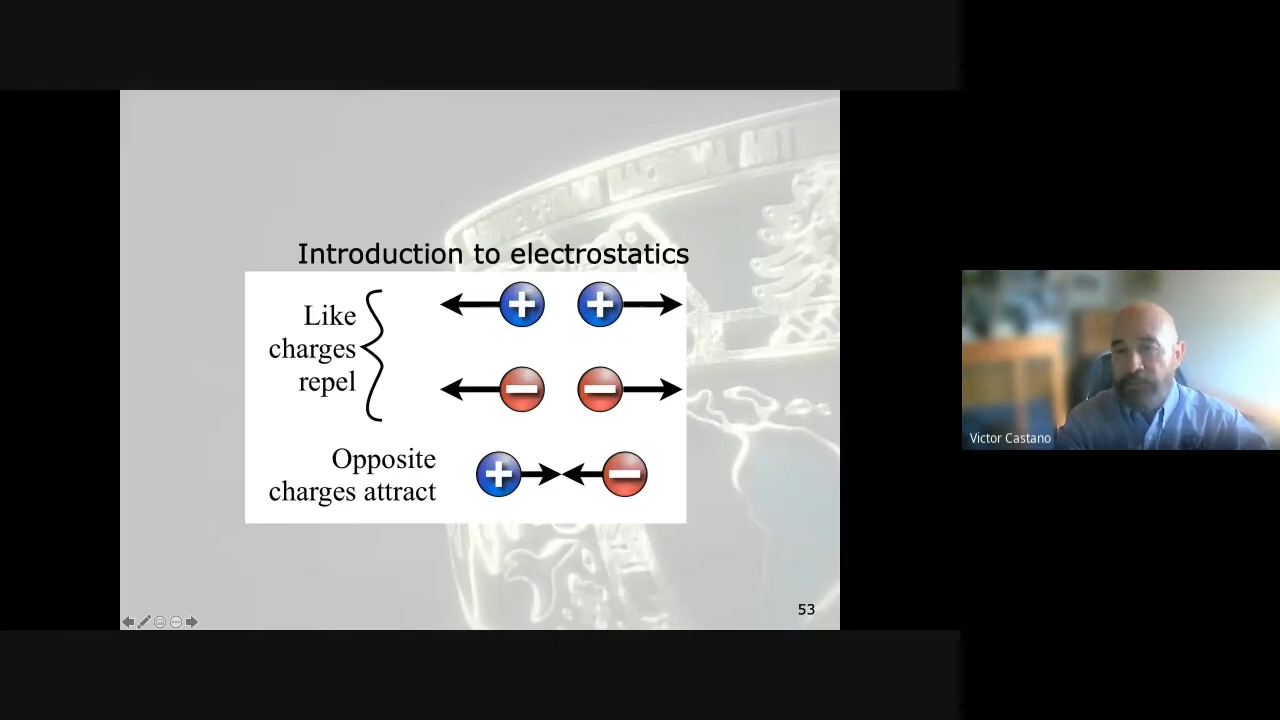 Introduction to electrostatics
Like
charges
repel
Opposite
charges attract
53
Victor Castano